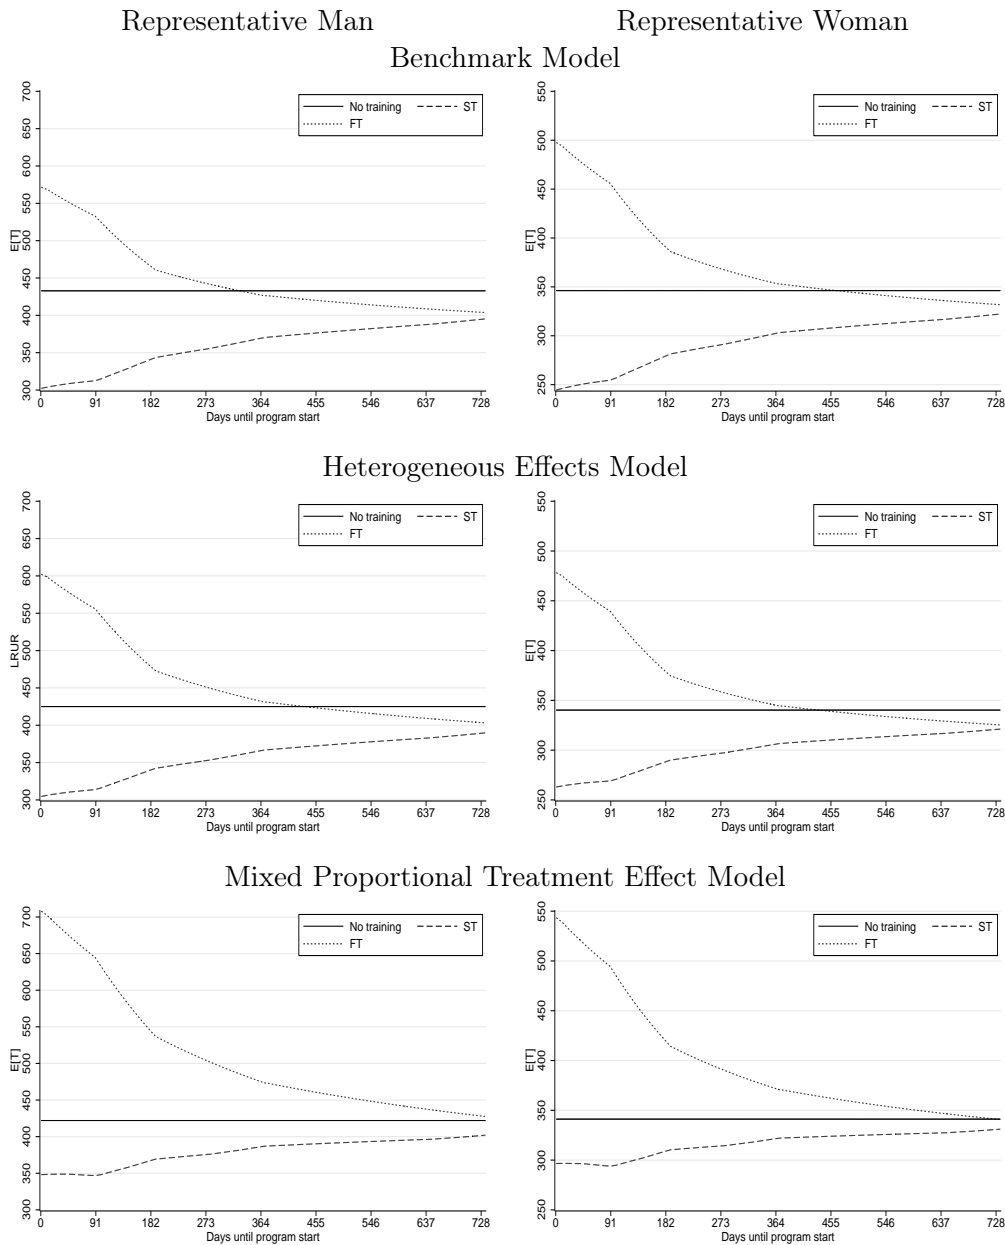 Representative Man Representative Woman
Benchmark Model
700
650
600
550
500
450
400
350
300
E[T]
No training ST
FT
0 91 182 273 364 455 546 637 728
Days until program start
550
500
450
400
350
300
250
E[T]
No training ST
FT
0 91 182 273 364 455 546 637 728
Days until program start
Heterogeneous Effects Model
700
650
600
550
500
450
400
350
300
LRUR
No training ST
FT
0 91 182 273 364 455 546 637 728
Days until program start
550
500
450
400
350
300
250
E[T]
No training ST
FT
0 91 182 273 364 455 546 637 728
Days until program start
Mixed Proportional Treatment Effect Model
700
650
600
550
500
450
400
350
300
E[T]
No training ST
FT
0 91 182 273 364 455 546 637 728
Days until program start
550
500
450
400
350
300
250
E[T]
No training ST
FT
0 91 182 273 364 455 546 637 728
Days until program start